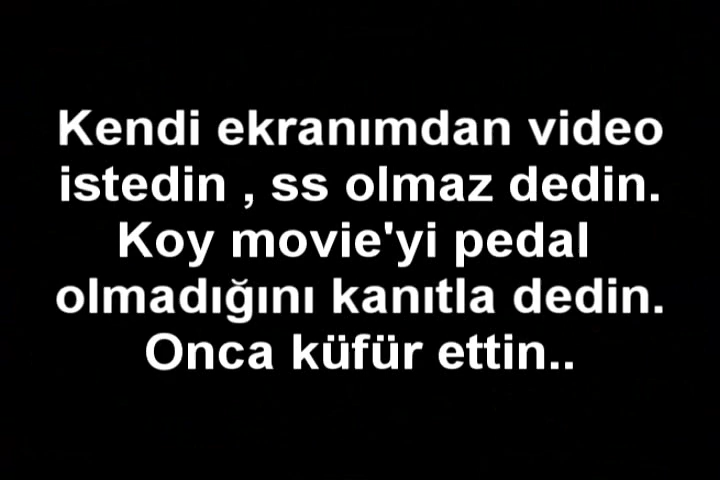 Kendi ekranımdan video
istedin , ss olmaz dedin.
Koy movie'yi pedal
olmadığını kanıtla dedin.
Onca küfür ettin..